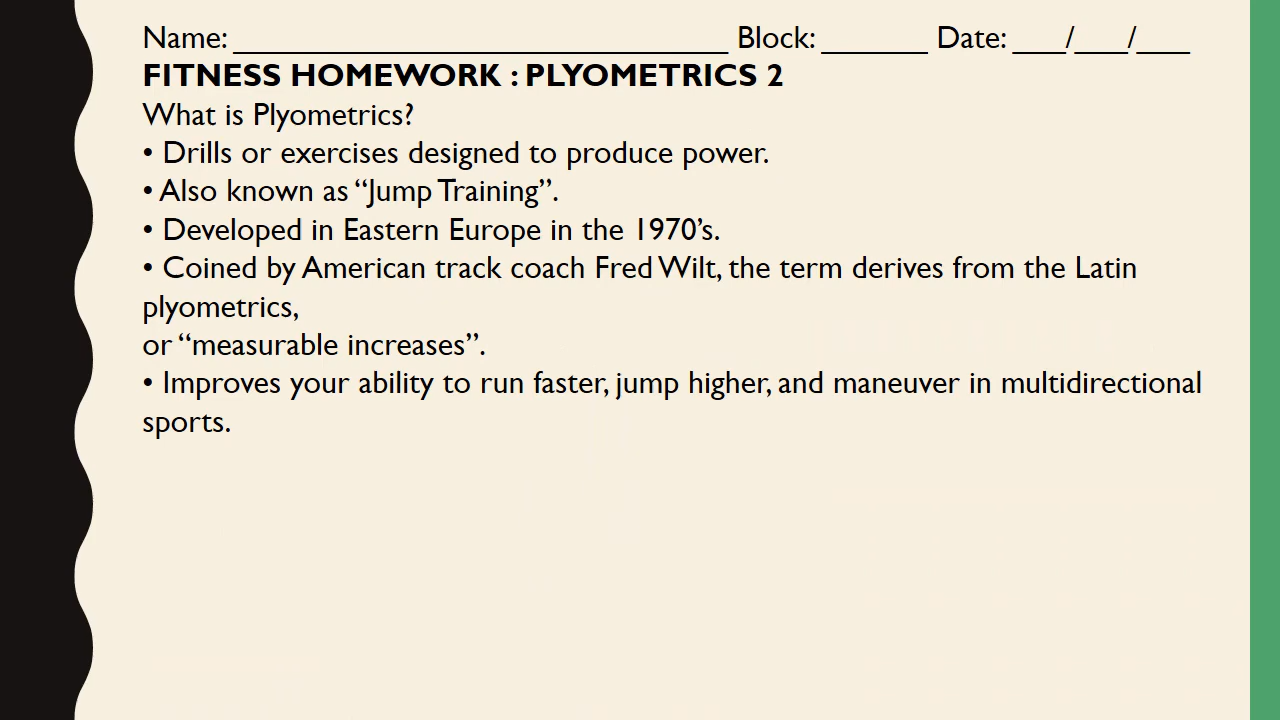 Name: ____________________________ Block: ______ Date: ___/___/___
FITNESS HOMEWORK : PLYOMETRICS 2
What is Plyometrics?
• Drills or exercises designed to produce power.
• Also known as “Jump Training”.
• Developed in Eastern Europe in the 1970’s.
• Coined by American track coach Fred Wilt, the term derives from the Latin
plyometrics,
or “measurable increases”.
• Improves your ability to run faster, jump higher, and maneuver in multidirectional
sports.